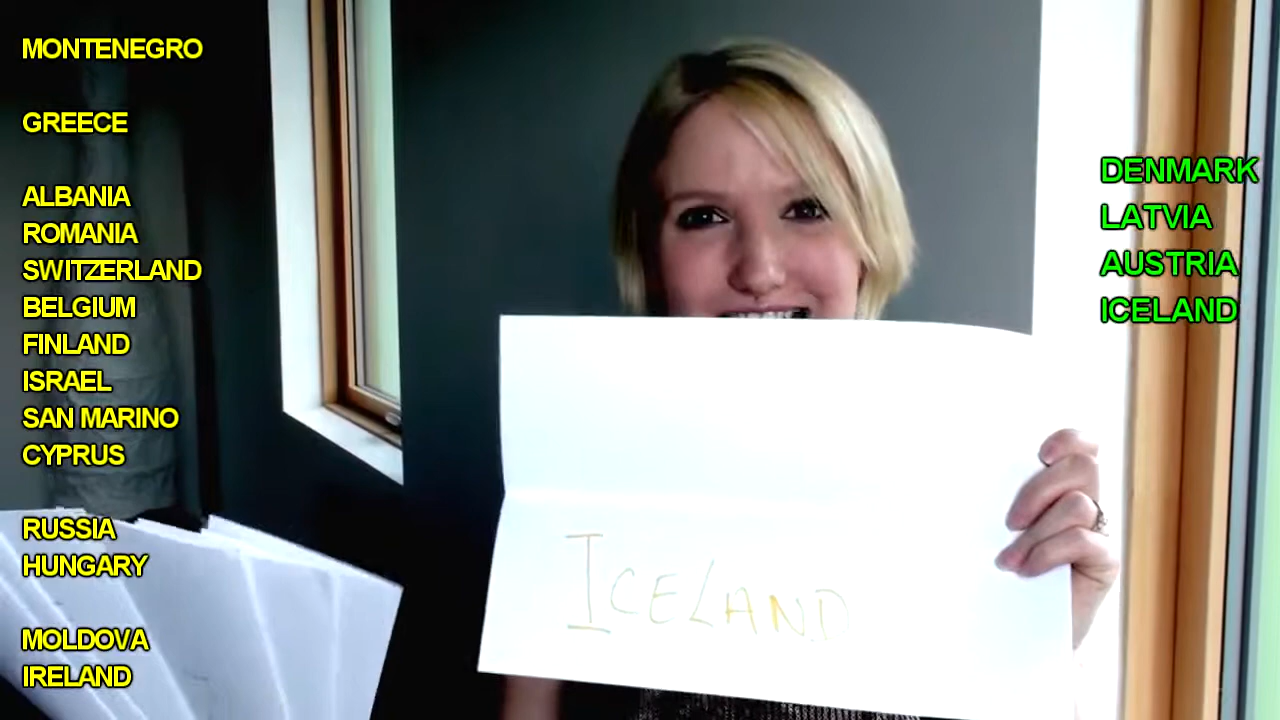 MONTENEGRO
GREECE
ALBANIA
ROMANIA
SWITZERLAND
BELGIUM
FINLAND
ISRAEL
SAN MARINO
CYPRUS
RUSSIA
HUNGARY
MOLDOVA
IRELAND
ICELAND
DENMARK
LATVIA
AUSTRIA
ICELAND